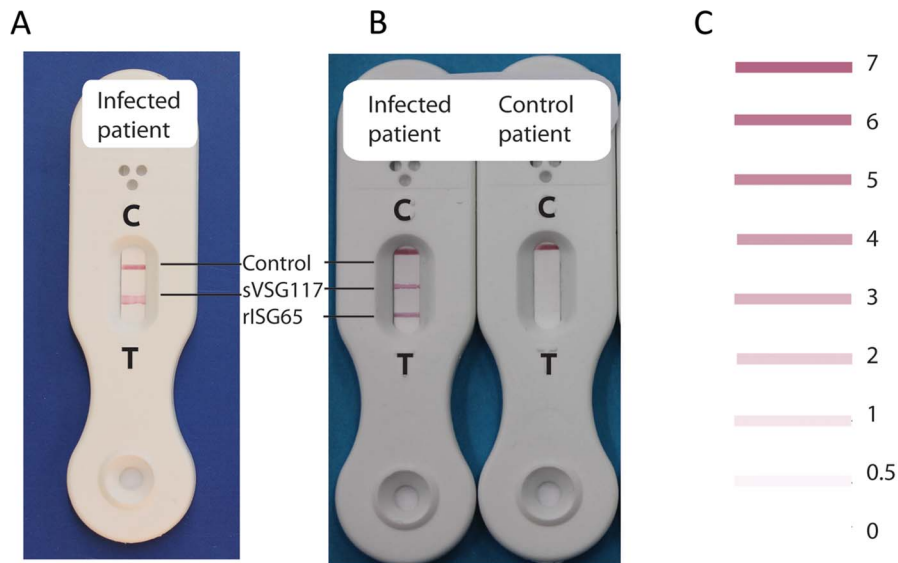 A
B
C
Infected
patient
Infected
patient
Control
patient
C
C
C
Control
sVSG117
rISG65
T
T
T
7
6
5
4
3
2
1
0.5
0